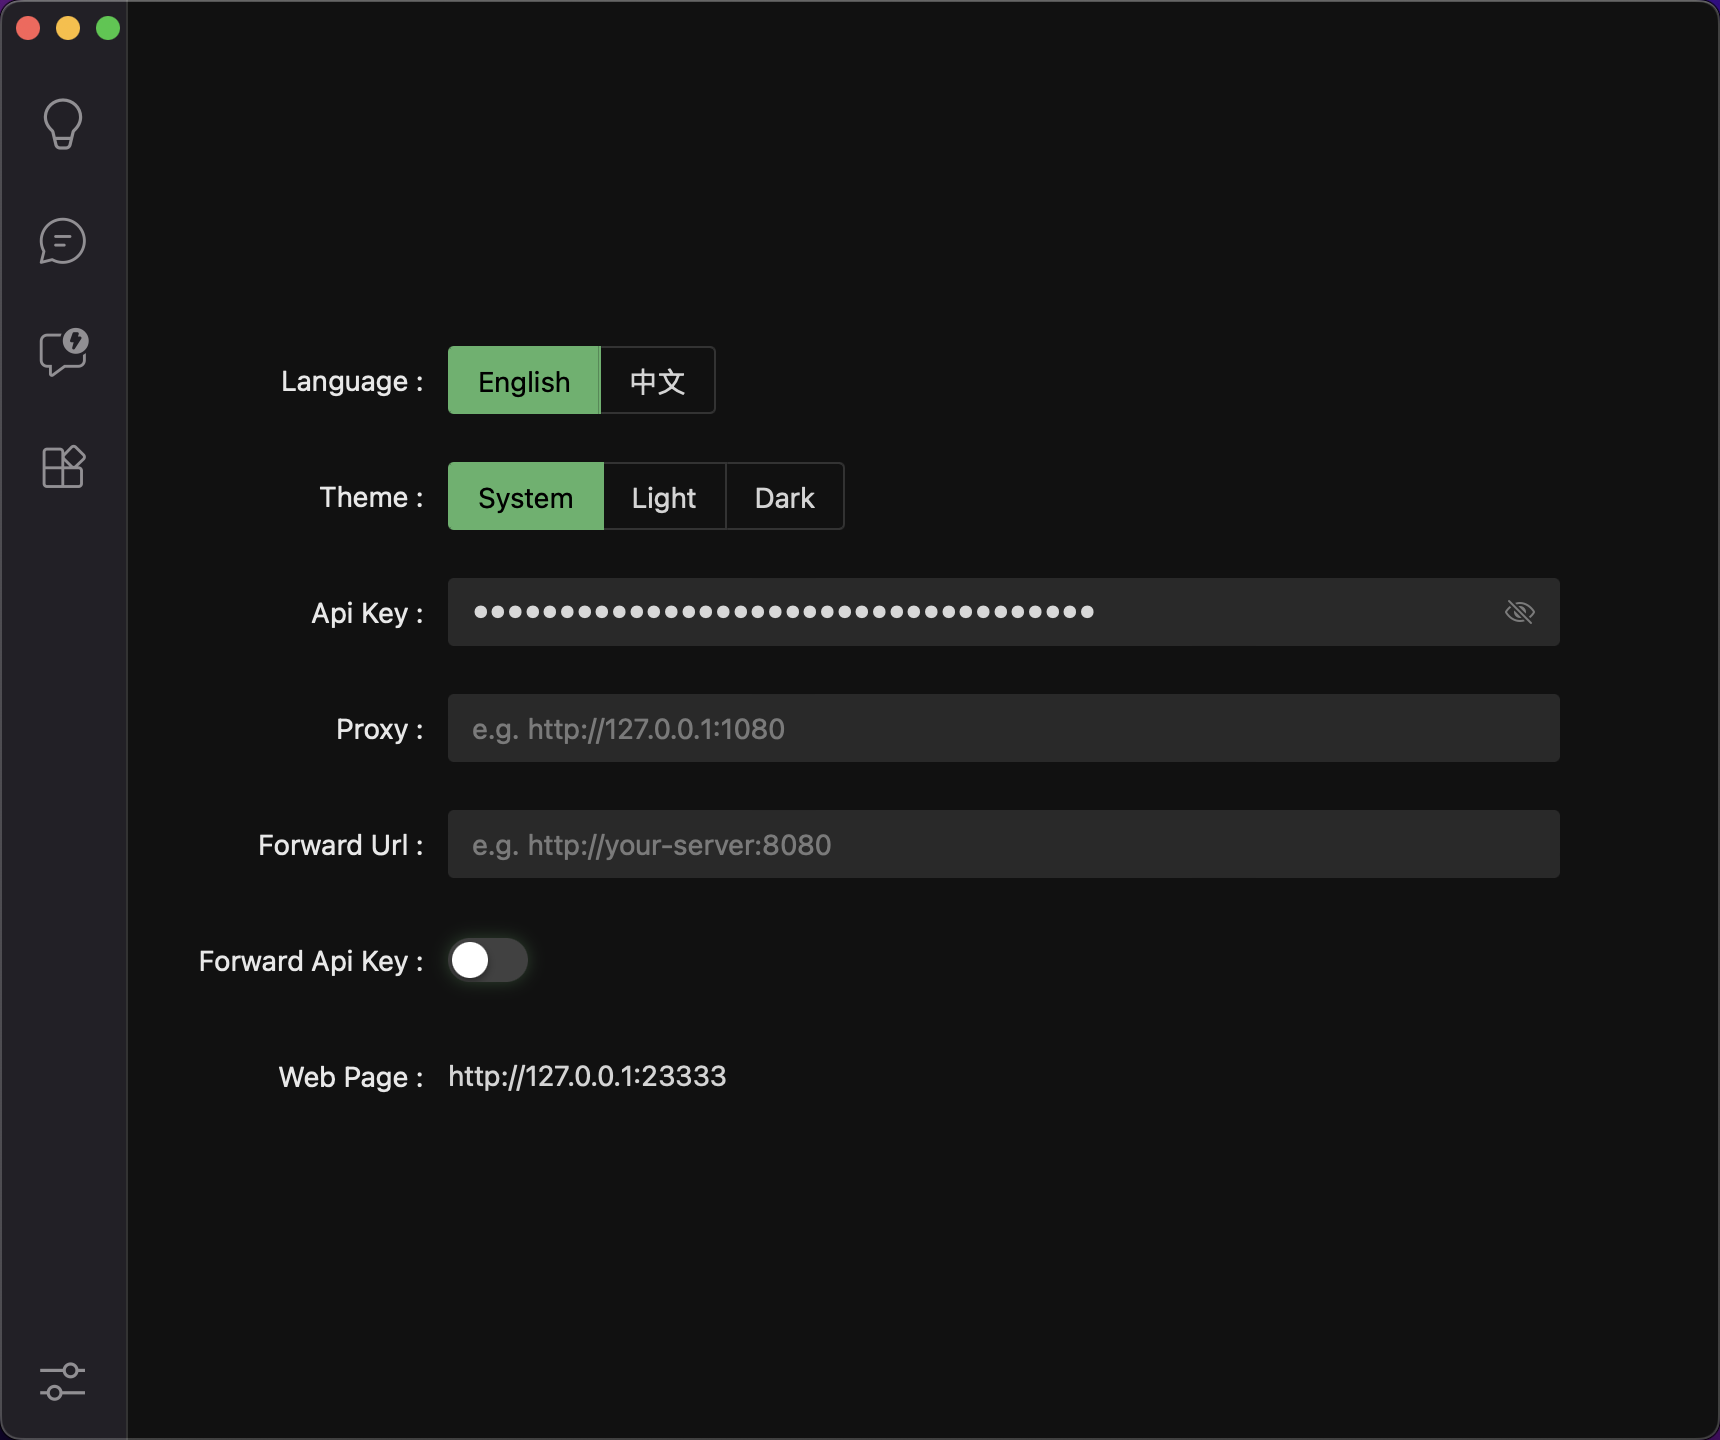 Language : English 中文
Theme : System Light Dark
Api Key : ••••••••••••••••••••••••••••••••••••
Proxy : e.g. http://127.0.0.1:1080
Forward Url : e.g. http://your-server:8080
Forward Api Key :
Web Page : http://127.0.0.1:23333